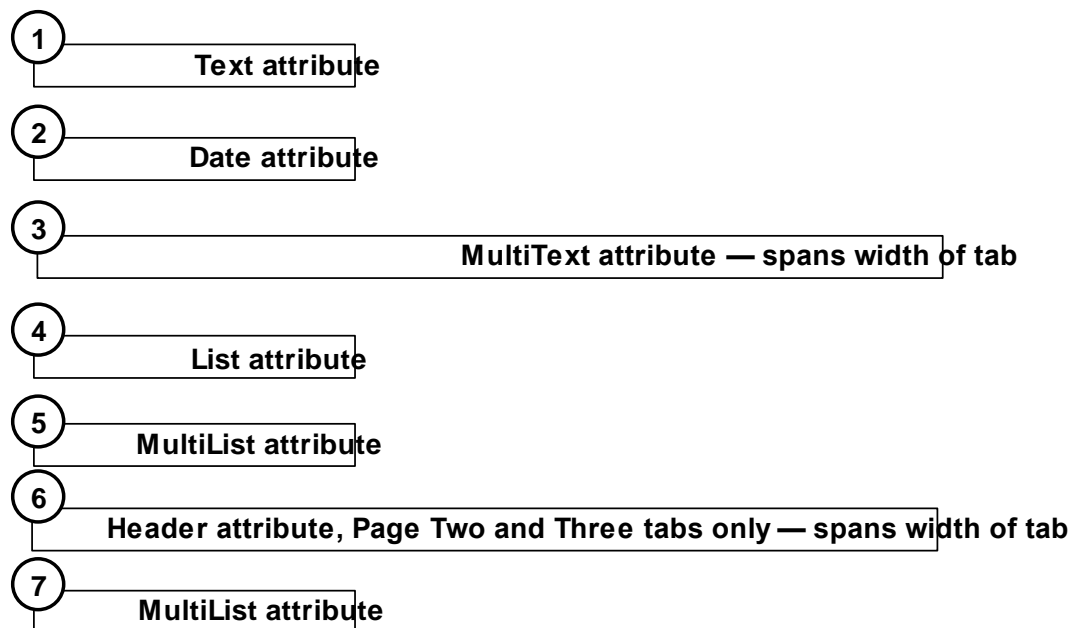 1
Text attribute
2
Date attribute
3
MultiText attribute — spans width of tab
4
List attribute
5
MultiList attribute
6
Header attribute, Page Two and Three tabs only — spans width of tab
7
MultiList attribute